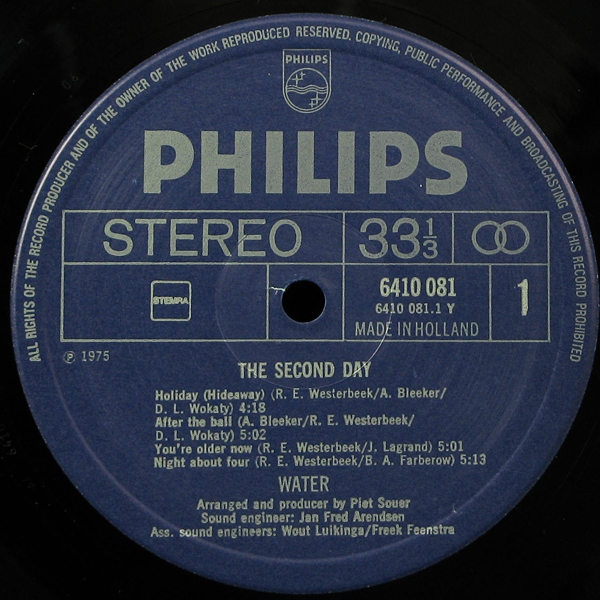 ALL RIGHTS OF THE RECORD PRODUCER AND OF THE OWNER OF THE WORK REPRODUCED RESERVED. COPYING, PUBLIC PERFORMANCE AND BROADCASTING OF THIS RECORD PROHIBITED
PHILIPS
PHILIPS
STEREO 33⅓
STEMRA
6410 081 1
6410 081.1 Y
MADE IN HOLLAND
℗ 1975
THE SECOND DAY
Holiday (Hideaway) (R. E. Westerbeek/A. Bleeker/
D. L. Wokaty) 4:18
After the ball (A. Bleeker/R. E. Westerbeek/
D. L. Wokaty) 5:02
You're older now (R. E. Westerbeek/J. Lagrand) 5:01
Night about four (R. E. Westerbeek/B. A. Farberow) 5:13
WATER
Arranged and producer by Piet Souer
Sound engineer: Jan Fred Arendsen
Ass. sound engineers: Wout Luikinga/Freek Feenstra